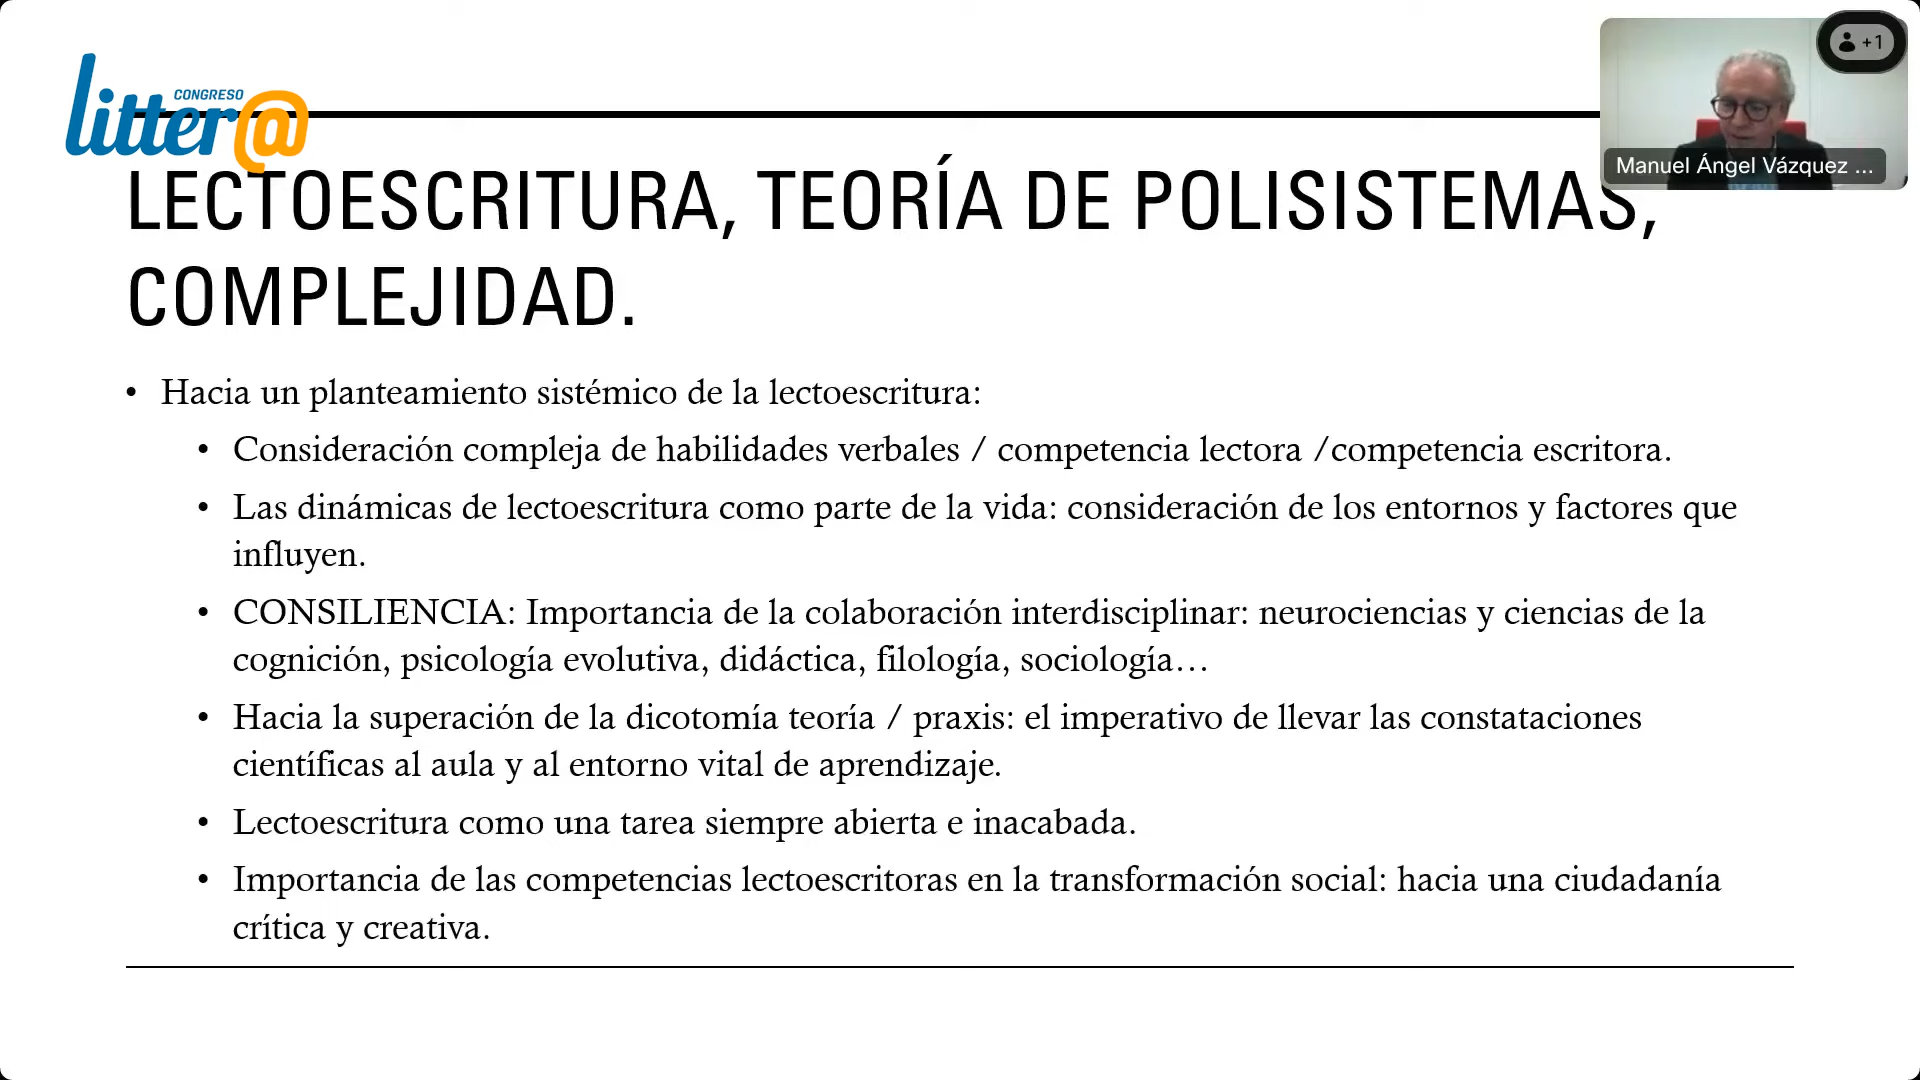 CONGRESO
litter@
+1
Manuel Ángel Vázquez ...
LECTOESCRITURA, TEORÍA DE POLISISTEMAS,
COMPLEJIDAD.
• Hacia un planteamiento sistémico de la lectoescritura:
• Consideración compleja de habilidades verbales / competencia lectora /competencia escritora.
• Las dinámicas de lectoescritura como parte de la vida: consideración de los entornos y factores que
influyen.
• CONSILIENCIA: Importancia de la colaboración interdisciplinar: neurociencias y ciencias de la
cognición, psicología evolutiva, didáctica, filología, sociología…
• Hacia la superación de la dicotomía teoría / praxis: el imperativo de llevar las constataciones
científicas al aula y al entorno vital de aprendizaje.
• Lectoescritura como una tarea siempre abierta e inacabada.
• Importancia de las competencias lectoescritoras en la transformación social: hacia una ciudadanía
crítica y creativa.